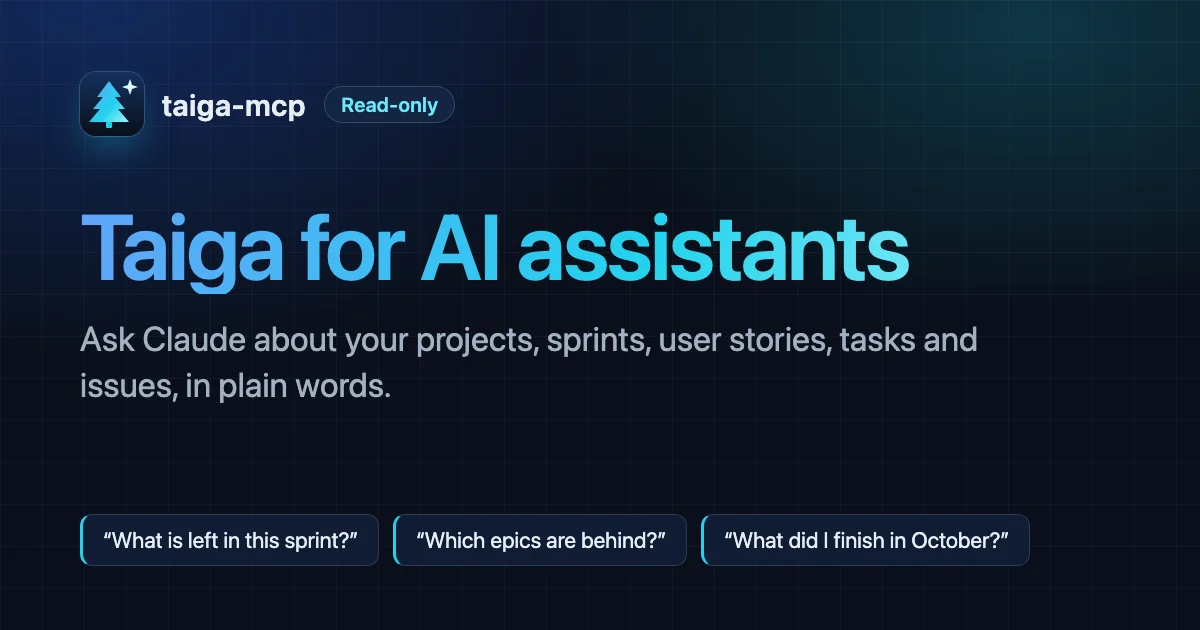 taiga-mcp
Read-only
Taiga for AI assistants
Ask Claude about your projects, sprints, user stories, tasks and
issues, in plain words.
“What is left in this sprint?”
“Which epics are behind?”
“What did I finish in October?”